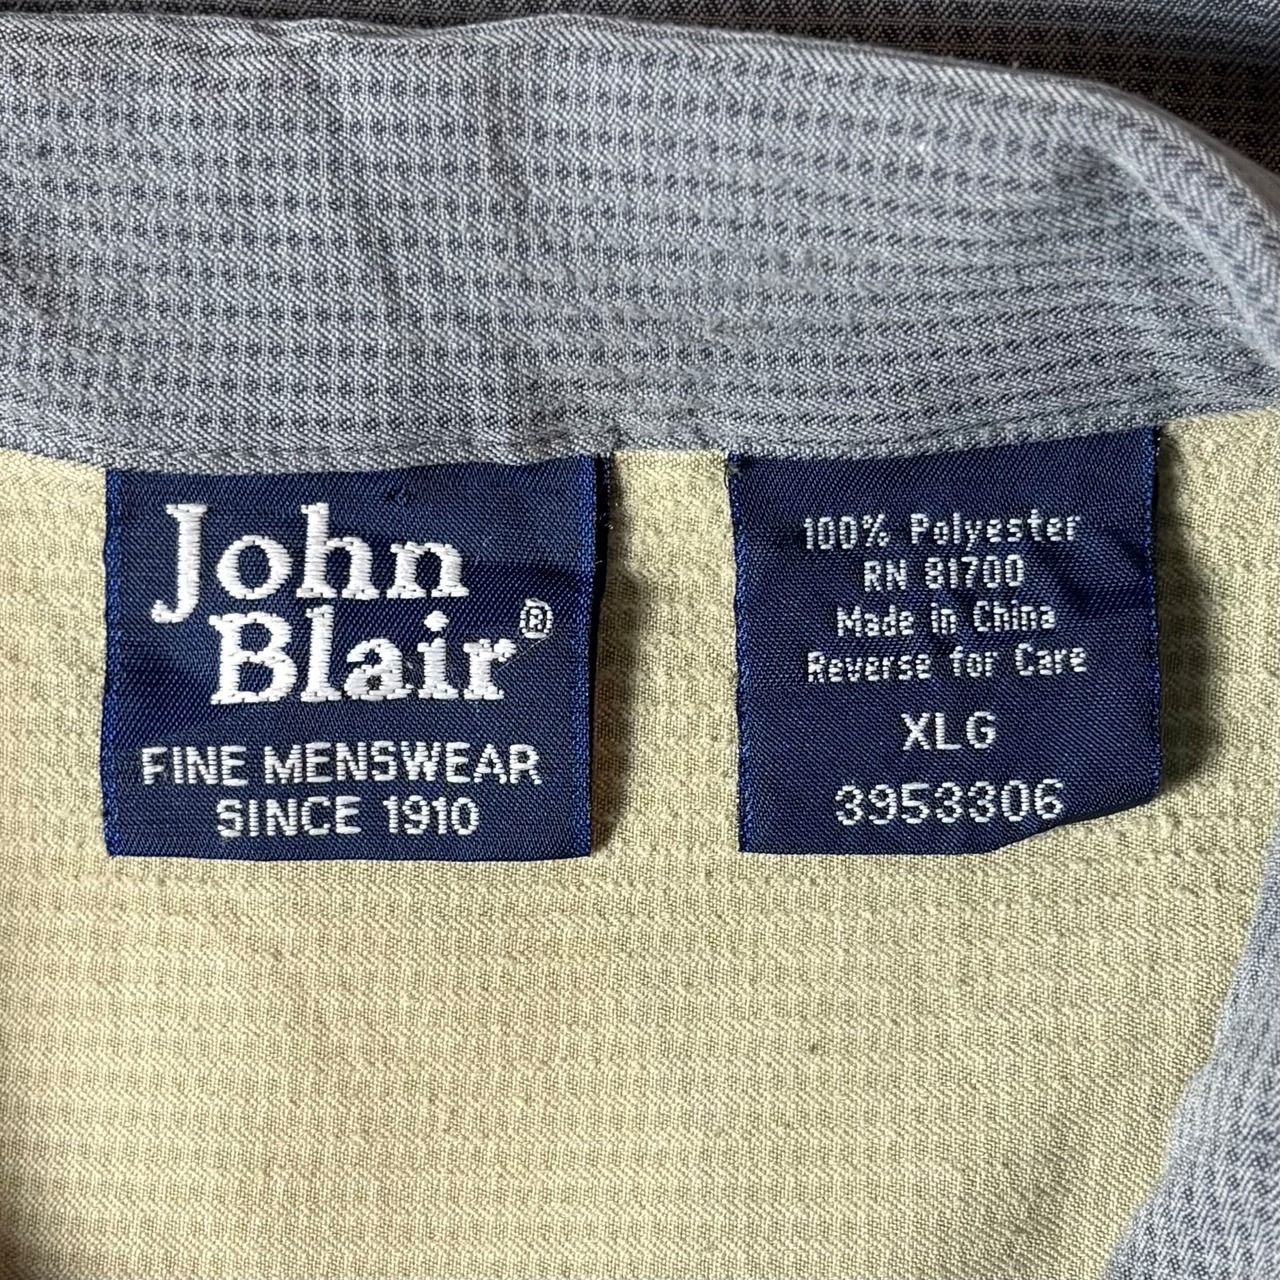 John
Blair®
FINE MENSWEAR
SINCE 1910
100% Polyester
RN 81700
Made in China
Reverse for Care
XLG
3953306